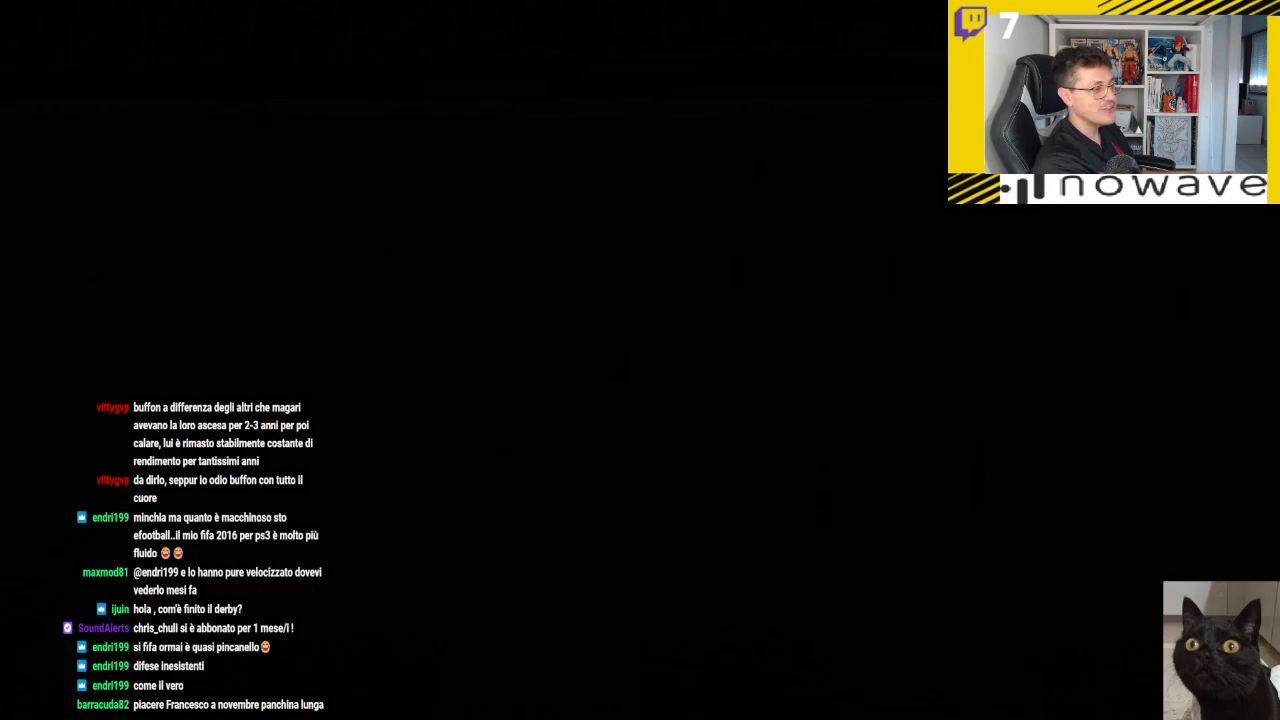 7
nowave
vittygvp buffon a differenza degli altri che magari
avevano la loro ascesa per 2-3 anni per poi
calare, lui è rimasto stabilmente costante di
rendimento per tantissimi anni
vittygvp da dirlo, seppur io odio buffon con tutto il
cuore
endri199 minchia ma quanto è macchinoso sto
efootball..il mio fifa 2016 per ps3 è molto più
fluido
maxmod81 @endri199 e lo hanno pure velocizzato dovevi
vederlo mesi fa
ijuin hola , com'è finito il derby?
SoundAlerts chris_chuli si è abbonato per 1 mese/i !
endri199 si fifa ormai è quasi pincanello
endri199 difese inesistenti
endri199 come il vero
barracuda82 piacere Francesco a novembre panchina lunga